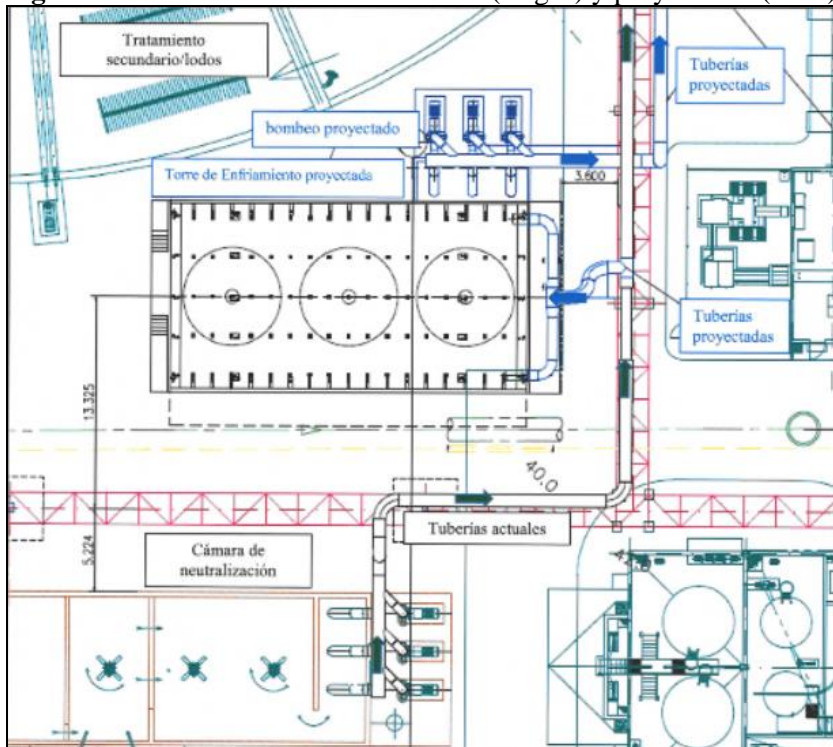 Tratamiento
secundario/lodos
Tuberías
proyectadas
bombeo proyectado
Torre de Enfriamiento proyectada
3.600
Tuberías
proyectadas
13.325
40.0
Tuberías actuales
5.224
Cámara de
neutralización